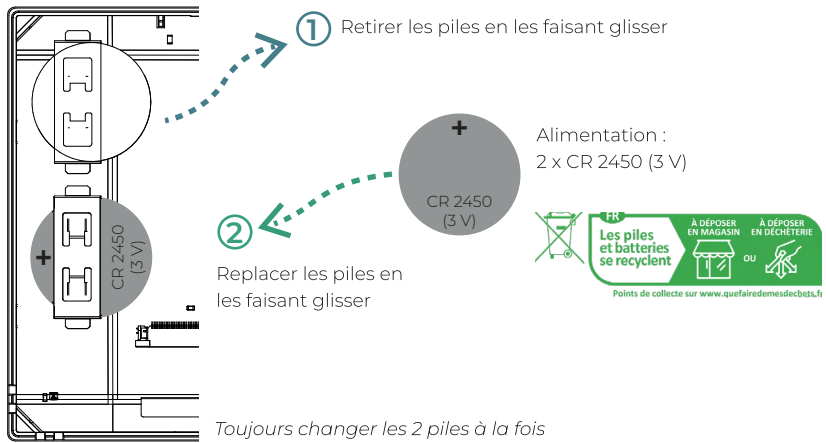 1 Retirer les piles en les faisant glisser
+
CR 2450
(3 V)
Alimentation :
2 x CR 2450 (3 V)
2
Replacer les piles en
les faisant glisser
+
CR 2450
(3 V)
FR
Les piles
et batteries
se recyclent
À DÉPOSER
EN MAGASIN
OU
À DÉPOSER
EN DÉCHÈTERIE
Points de collecte sur www.quefairedemesdechets.fr
Toujours changer les 2 piles à la fois